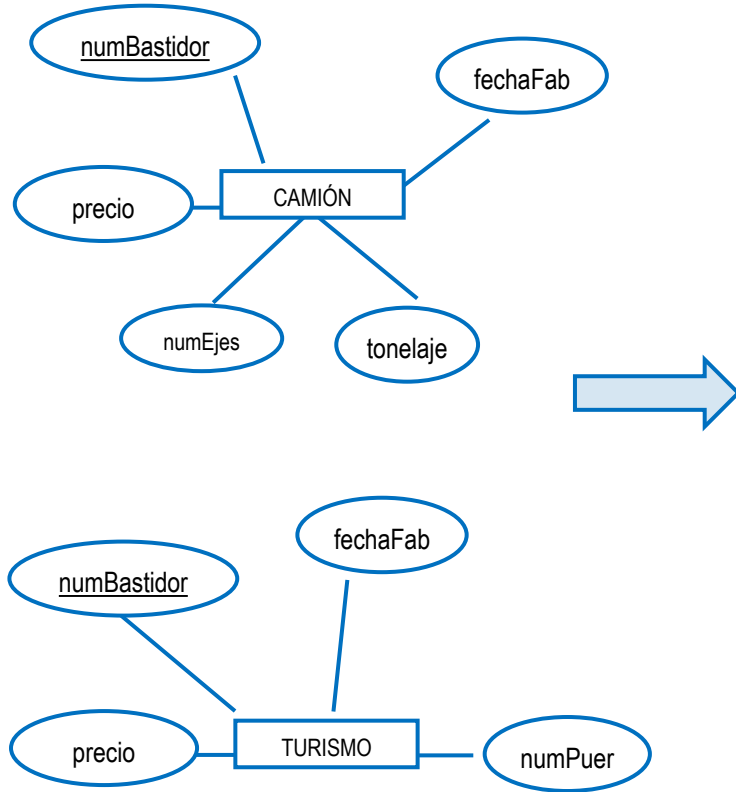 numBastidor
fechaFab
precio
CAMIÓN
numEjes
tonelaje
fechaFab
numBastidor
precio
TURISMO
numPuer